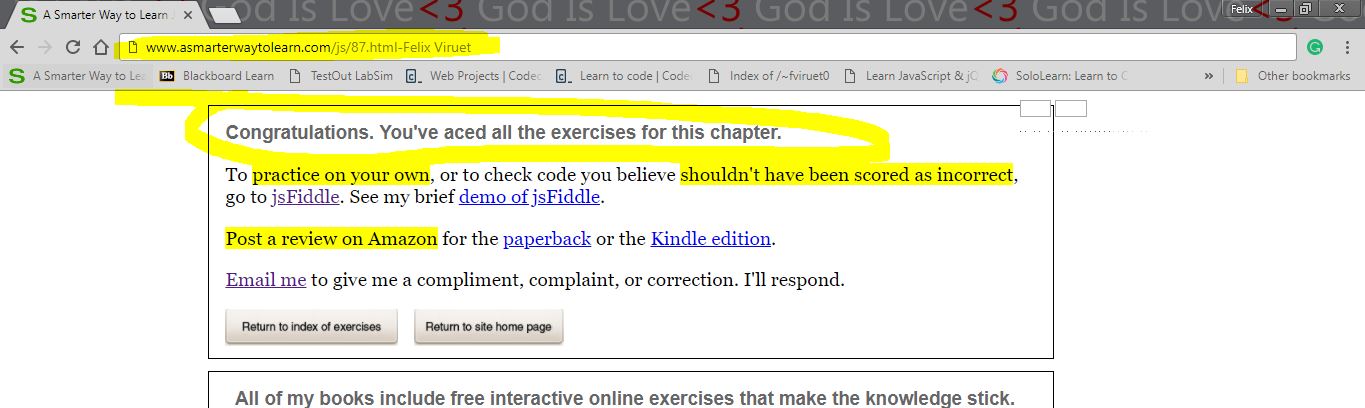 God Is Love<3 God Is Love<3 God Is Love<3
A Smarter Way to Learn J
Felix
www.asmarterwaytolearn.com/js/87.html-Felix Viruet
A Smarter Way to Lea Blackboard Learn TestOut LabSim Web Projects | Codec Learn to code | Codec Index of /~fviruet0 Learn JavaScript & jQ SoloLearn: Learn to C » Other bookmarks
Congratulations. You've aced all the exercises for this chapter.
To practice on your own, or to check code you believe shouldn't have been scored as incorrect,
go to jsFiddle. See my brief demo of jsFiddle.
Post a review on Amazon for the paperback or the Kindle edition.
Email me to give me a compliment, complaint, or correction. I'll respond.
Return to index of exercises Return to site home page
All of my books include free interactive online exercises that make the knowledge stick.